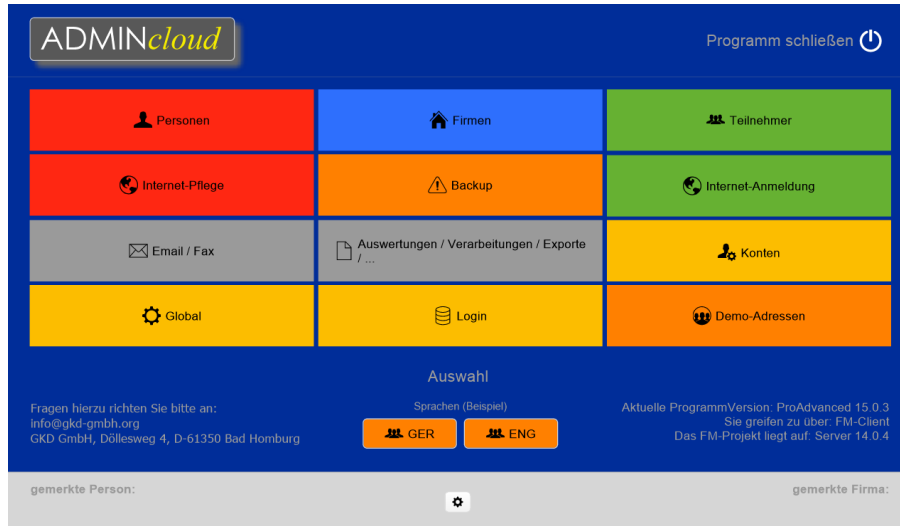 ADMINcloud
Programm schließen
Personen
Firmen
Teilnehmer
Internet-Pflege
Backup
Internet-Anmeldung
Email / Fax
Auswertungen / Verarbeitungen / Exporte
/ ...
Konten
Global
Login
Demo-Adressen
Auswahl
Sprachen (Beispiel)
GER
ENG
Fragen hierzu richten Sie bitte an:
info@gkd-gmbh.org
GKD GmbH, Döllesweg 4, D-61350 Bad Homburg
Aktuelle ProgrammVersion: ProAdvanced 15.0.3
Sie greifen zu über: FM-Client
Das FM-Projekt liegt auf: Server 14.0.4
gemerkte Person:
gemerkte Firma: